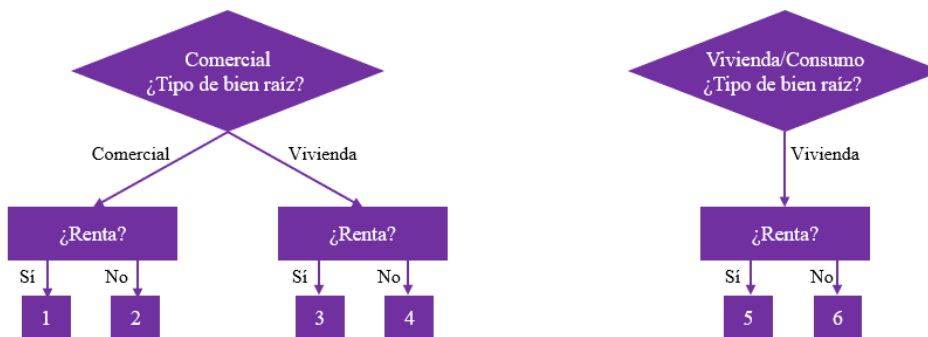 Comercial
¿Tipo de bien raíz?
Vivienda/Consumo
¿Tipo de bien raíz?
Comercial
Vivienda
Vivienda
¿Renta?
¿Renta?
¿Renta?
Sí
No
Sí
No
Sí
No
1
2
3
4
5
6